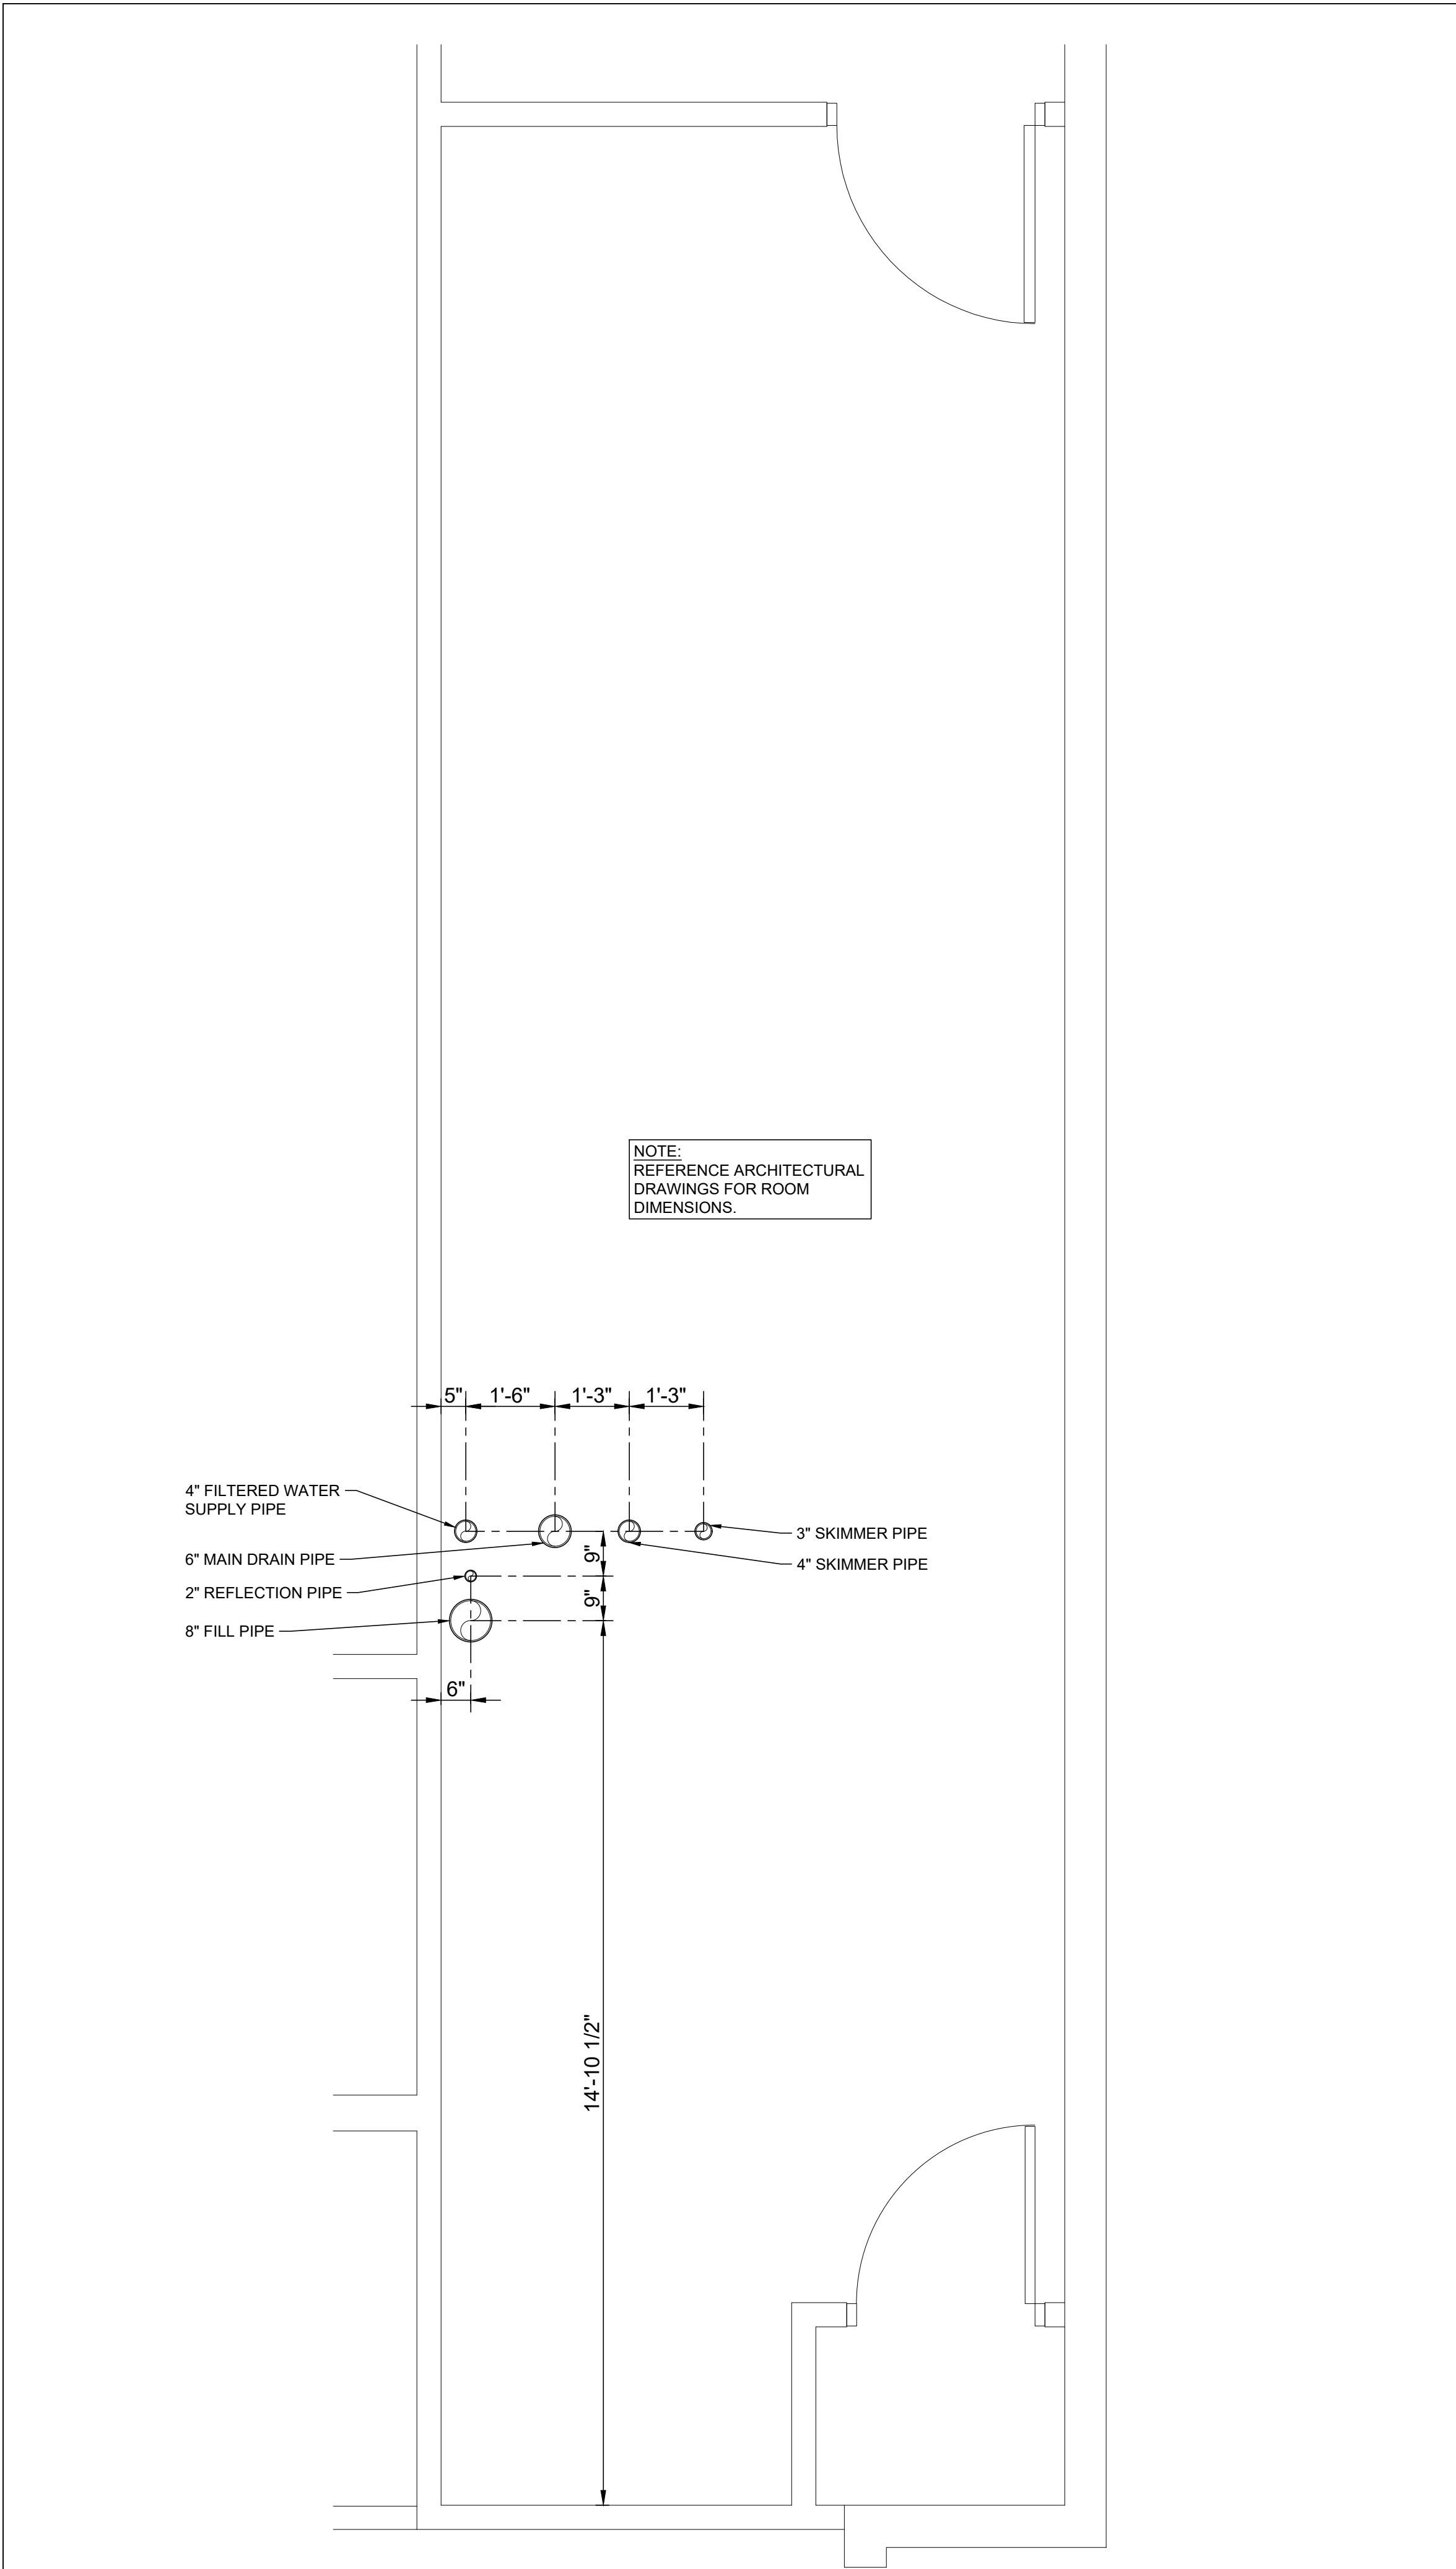 NOTE:
REFERENCE ARCHITECTURAL
DRAWINGS FOR ROOM
DIMENSIONS.
5"
1'-6"
1'-3"
1'-3"
4" FILTERED WATER
SUPPLY PIPE
6" MAIN DRAIN PIPE
2" REFLECTION PIPE
8" FILL PIPE
3" SKIMMER PIPE
4" SKIMMER PIPE
9"
9"
6"
14'-10 1/2"